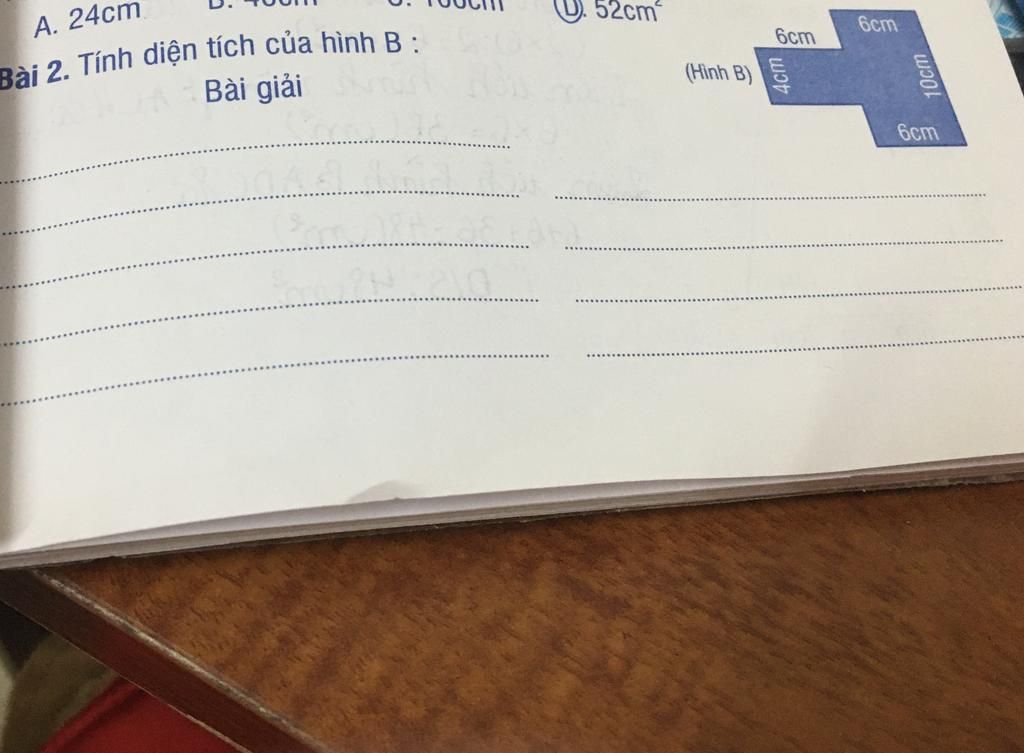 A. 24cm
D. 52cm²
Bài 2. Tính diện tích của hình B :
Bài giải
(Hình B)
6cm
6cm
4cm
10cm
6cm